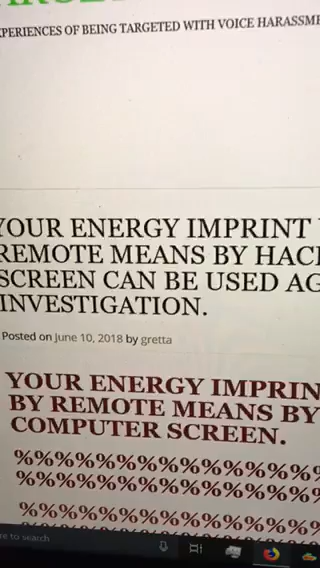 XPERIENCES OF BEING TARGETED WITH VOICE HARASSME
YOUR ENERGY IMPRINT
REMOTE MEANS BY HAC
SCREEN CAN BE USED AG
INVESTIGATION.
Posted on June 10, 2018 by gretta
YOUR ENERGY IMPRIN
BY REMOTE MEANS BY
COMPUTER SCREEN.
%%%%%%%%%%%%%%%
%%%%%%%%%%%%%%%
%%%%%%%%%%%%%%%
re to search